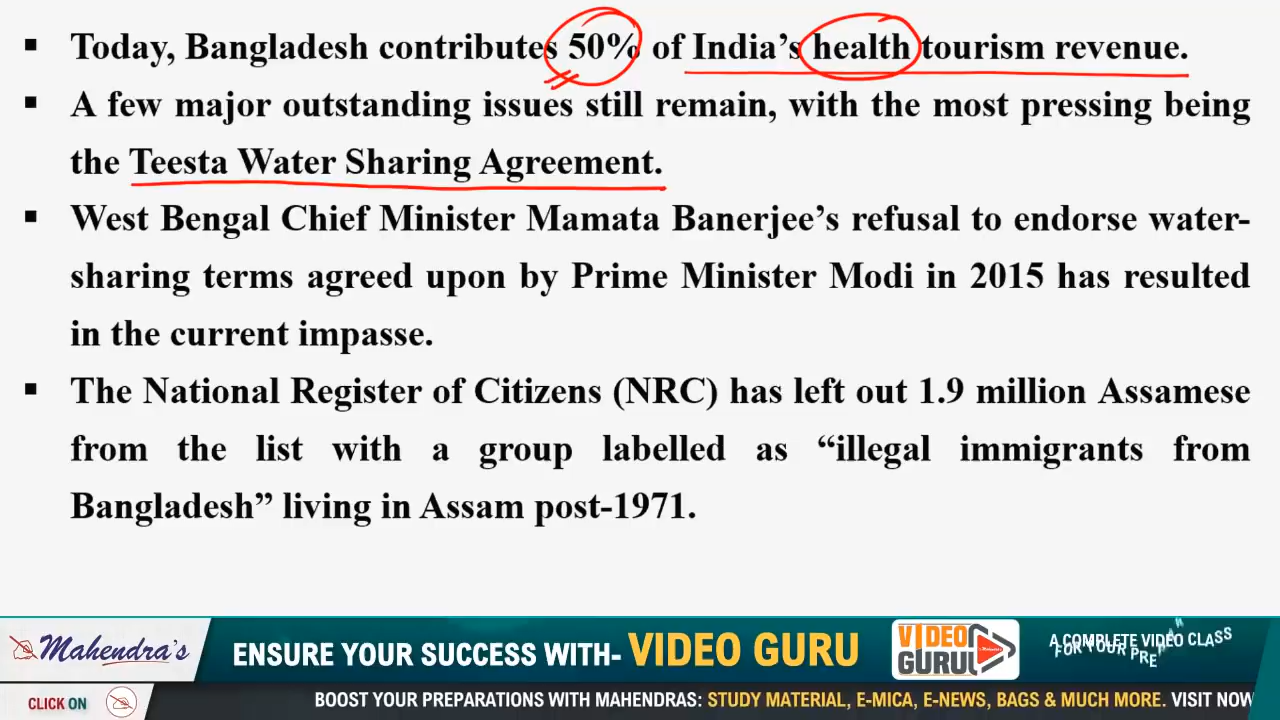 ▪ Today, Bangladesh contributes 50% of India’s health tourism revenue.
▪ A few major outstanding issues still remain, with the most pressing being
the Teesta Water Sharing Agreement.
▪ West Bengal Chief Minister Mamata Banerjee’s refusal to endorse water-
sharing terms agreed upon by Prime Minister Modi in 2015 has resulted
in the current impasse.
▪ The National Register of Citizens (NRC) has left out 1.9 million Assamese
from the list with a group labelled as “illegal immigrants from
Bangladesh” living in Assam post-1971.
Mahendra's
ENSURE YOUR SUCCESS WITH- VIDEO GURU
VIDEO
GURU
A COMPLETE VIDEO CLASS
FOR YOUR PRE
CLICK ON
BOOST YOUR PREPARATIONS WITH MAHENDRAS: STUDY MATERIAL, E-MICA, E-NEWS, BAGS & MUCH MORE. VISIT NOW